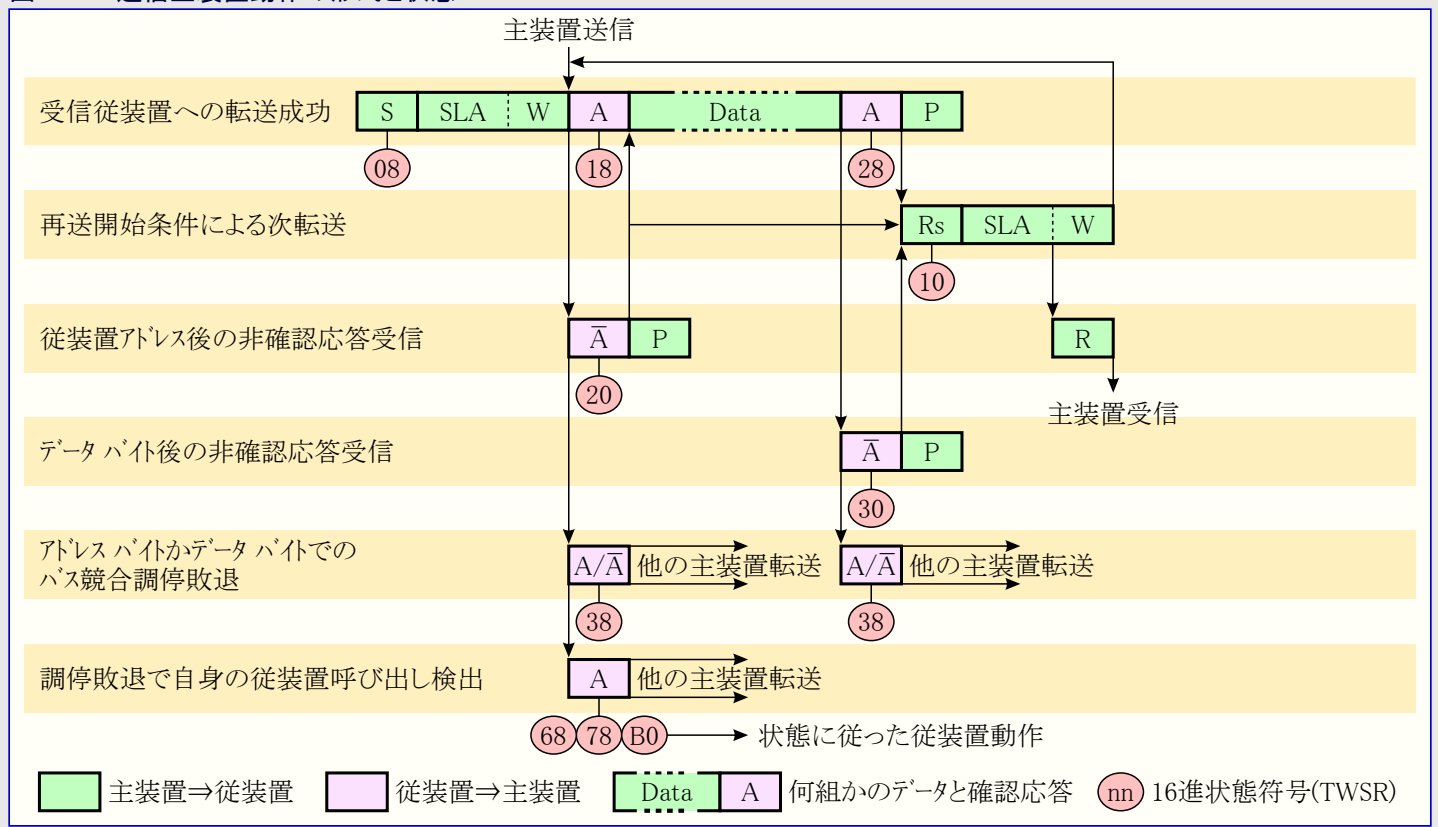 主装置送信
受信従装置への転送成功 S SLA W A Data A P
08 18 28
再送開始条件による次転送 Rs SLA W
10
従装置アドレス後の非確認応答受信 A̅ P R
20
主装置受信
データ バイト後の非確認応答受信 A̅ P
30
アドレス バイトかデータ バイトでの
バス競合調停敗退
A/A̅ 他の主装置転送 A/A̅ 他の主装置転送
38 38
調停敗退で自身の従装置呼び出し検出 A 他の主装置転送
68 78 B0 状態に従った従装置動作
主装置⇒従装置 従装置⇒主装置 Data A 何組かのデータと確認応答 nn 16進状態符号(TWSR)